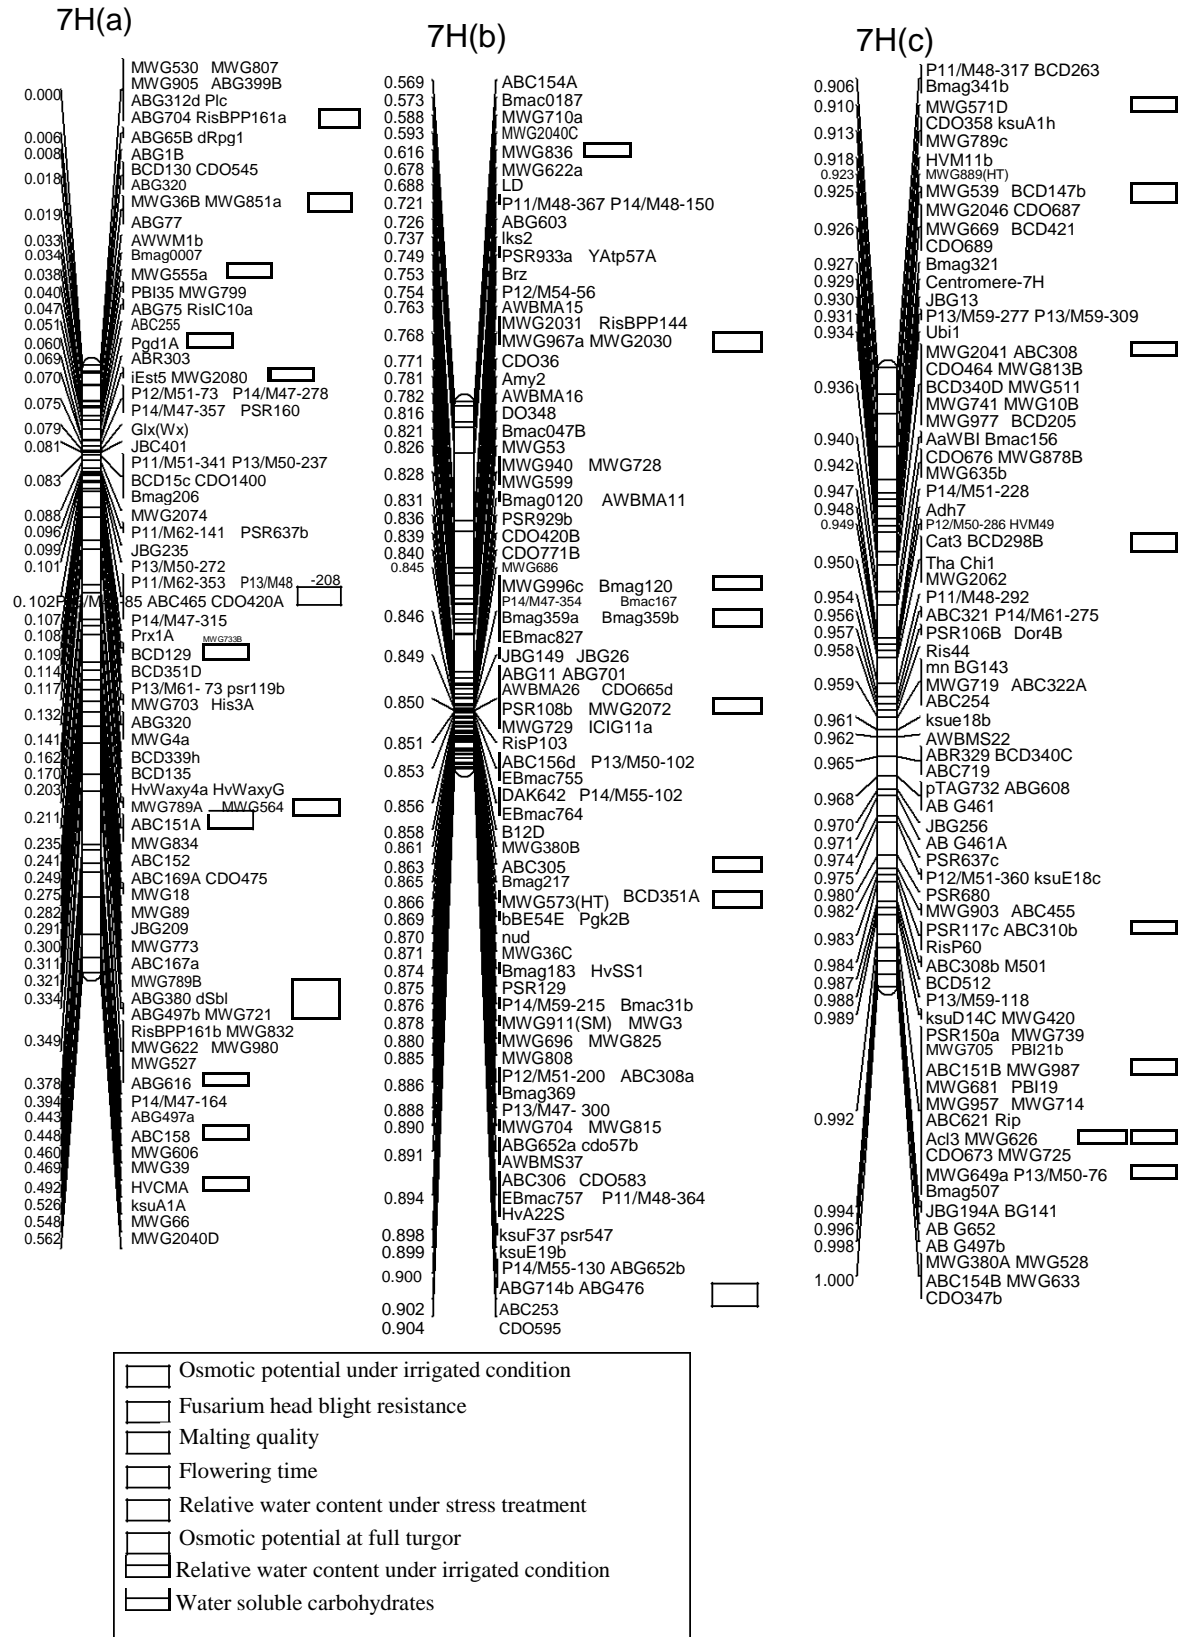 7H(a)
0.000
0.006
0.008
0.018
0.019
0.033
0.034
0.038
0.040
0.047
0.051
0.060
0.069
0.070
0.075
0.079
0.081
0.083
0.088
0.096
0.099
0.101
0.107
0.108
0.109
0.114
0.117
0.132
0.141
0.162
0.170
0.203
0.211
0.235
0.241
0.249
0.275
0.282
0.291
0.300
0.311
0.321
0.334
0.349
0.378
0.394
0.443
0.448
0.460
0.469
0.492
0.526
0.548
0.562
MWG530 MWG807
MWG905 ABG399B
ABG312d Plc
ABG704 RisBPP161a
ABG65B dRpg1
ABG1B
BCD130 CDO545
ABG320
MWG36B MWG851a
ABG77
AWWM1b
Bmag0007
MWG555a
PBI35 MWG799
ABG75 RisIC10a
ABC255
Pgd1A
ABR303
iEst5 MWG2080
P12/M51-73 P14/M47-278
P14/M47-357 PSR160
Glx(Wx)
JBC401
P11/M51-341 P13/M50-237
BCD15c CDO1400
Bmag206
MWG2074
P11/M62-141 PSR637b
JBG235
P13/M50-272
P11/M62-353 P13/M48 -208
0.102 -85 ABC465 CDO420A
P14/M47-315
Prx1A MWG733B
BCD129
BCD351D
P13/M61- 73 psr119b
MWG703 His3A
ABG320
MWG4a
BCD339h
BCD135
HvWaxy4a HvWaxyG
MWG789A MWG564
ABC151A
MWG834
ABC152
ABC169A CDO475
MWG18
MWG89
JBG209
MWG773
ABC167a
MWG789B
ABG380 dSbl
ABG497b MWG721
RisBPP161b MWG832
MWG622 MWG980
MWG527
ABG616
P14/M47-164
ABG497a
ABC158
MWG606
MWG39
HVCMA
ksuA1A
MWG66
MWG2040D
7H(b)
0.569
0.573
0.588
0.593
0.616
0.678
0.688
0.721
0.726
0.737
0.749
0.753
0.754
0.763
0.768
0.771
0.781
0.782
0.816
0.821
0.826
0.828
0.831
0.836
0.839
0.840
0.845
0.846
0.849
0.850
0.851
0.853
0.856
0.858
0.861
0.863
0.865
0.866
0.869
0.870
0.871
0.874
0.875
0.876
0.878
0.880
0.885
0.886
0.888
0.890
0.891
0.894
0.898
0.899
0.900
0.902
0.904
ABC154A
Bmac0187
MWG710a
MWG2040C
MWG836
MWG622a
LD
P11/M48-367 P14/M48-150
ABG603
Iks2
PSR933a YAtp57A
Brz
P12/M54-56
AWBMA15
MWG2031 RisBPP144
MWG967a MWG2030
CDO36
Amy2
AWBMA16
DO348
Bmac047B
MWG53
MWG940 MWG728
MWG599
Bmag0120 AWBMA11
PSR929b
CDO420B
CDO771B
MWG686
MWG996c Bmag120
P14/M47-354 Bmac167
Bmag359a Bmag359b
EBmac827
JBG149 JBG26
ABG11 ABG701
AWBMA26 CDO665d
PSR108b MWG2072
MWG729 ICIG11a
RisP103
ABC156d P13/M50-102
EBmac755
DAK642 P14/M55-102
EBmac764
B12D
MWG380B
ABC305
Bmag217
MWG573(HT) BCD351A
bBE54E Pgk2B
nud
MWG36C
Bmag183 HvSS1
PSR129
P14/M59-215 Bmac31b
MWG911(SM) MWG3
MWG696 MWG825
MWG808
P12/M51-200 ABC308a
Bmag369
P13/M47- 300
MWG704 MWG815
ABG652a cdo57b
AWBMS37
ABC306 CDO583
EBmac757 P11/M48-364
HvA22S
ksuF37 psr547
ksuE19b
P14/M55-130 ABG652b
ABG714b ABG476
ABC253
CDO595
7H(c)
0.906
0.910
0.913
0.918
0.923
0.925
0.926
0.927
0.929
0.930
0.931
0.934
0.936
0.940
0.942
0.947
0.948
0.949
0.950
0.954
0.956
0.957
0.958
0.959
0.961
0.962
0.965
0.968
0.970
0.971
0.974
0.975
0.980
0.982
0.983
0.984
0.987
0.988
0.989
0.992
0.994
0.996
0.998
1.000
P11/M48-317 BCD263
Bmag341b
MWG571D
CDO358 ksuA1h
MWG789c
HVM11b
MWG889(HT)
MWG539 BCD147b
MWG2046 CDO687
MWG669 BCD421
CDO689
Bmag321
Centromere-7H
JBG13
P13/M59-277 P13/M59-309
Ubi1
MWG2041 ABC308
CDO464 MWG813B
BCD340D MWG511
MWG741 MWG10B
MWG977 BCD205
AaWBI Bmac156
CDO676 MWG878B
MWG635b
P14/M51-228
Adh7
P12/M50-286 HVM49
Cat3 BCD298B
Tha Chi1
MWG2062
P11/M48-292
ABC321 P14/M61-275
PSR106B Dor4B
Ris44
mn BG143
MWG719 ABC322A
ABC254
ksue18b
AWBMS22
ABR329 BCD340C
ABC719
pTAG732 ABG608
AB G461
JBG256
AB G461A
PSR637c
P12/M51-360 ksuE18c
PSR680
MWG903 ABC455
PSR117c ABC310b
RisP60
ABC308b M501
BCD512
P13/M59-118
ksuD14C MWG420
PSR150a MWG739
MWG705 PBI21b
ABC151B MWG987
MWG681 PBI19
MWG957 MWG714
ABC621 Rip
Acl3 MWG626
CDO673 MWG725
MWG649a P13/M50-76
Bmag507
JBG194A BG141
AB G652
AB G497b
MWG380A MWG528
ABC154B MWG633
CDO347b
Osmotic potential under irrigated condition
Fusarium head blight resistance
Malting quality
Flowering time
Relative water content under stress treatment
Osmotic potential at full turgor
Relative water content under irrigated condition
Water soluble carbohydrates